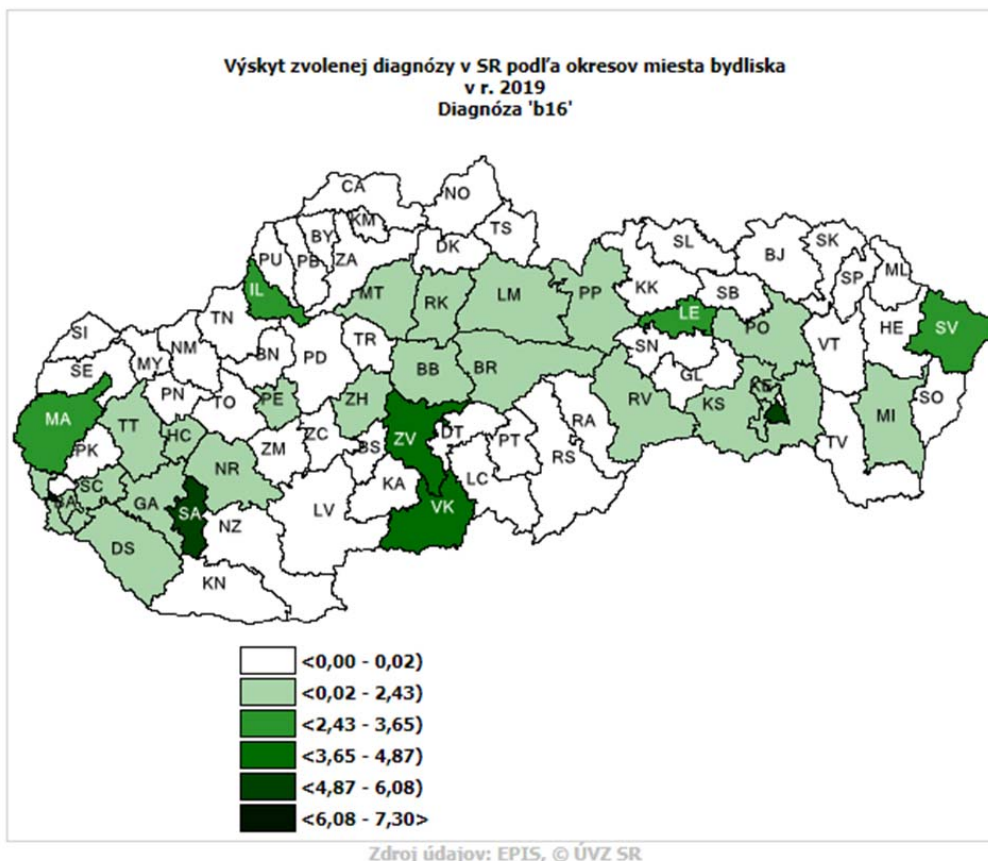 Výskyt zvolenej diagnózy v SR podľa okresov miesta bydliska
v r. 2019
Diagnóza 'b16'
CA
NO
KM
TS
BY
DK
PU
PB
ZA
SL
BJ
SK
ML
SP
KK
SB
IL
MT
RK
LM
PP
LE
PO
HE
SV
TN
SI
NM
MY
BN
PD
TR
SN
VT
SE
PN
TO
PE
ZH
BB
BR
GL
KE
SO
MA
TT
HC
RV
KS
MI
PK
ZM
ZC
BS
ZV
DT
PT
RA
RS
TV
SC
BA
GA
NR
SA
NZ
LV
KA
LC
VK
DS
KN
<0,00 - 0,02)
<0,02 - 2,43)
<2,43 - 3,65)
<3,65 - 4,87)
<4,87 - 6,08)
<6,08 - 7,30>
Zdroj údajov: EPIS, © ÚVZ SR